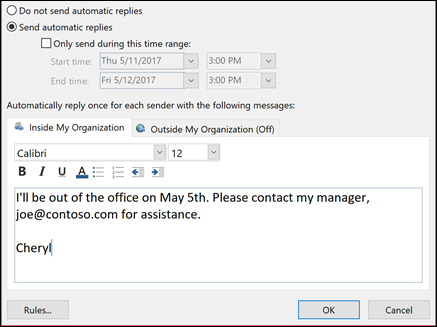 Do not send automatic replies
Send automatic replies
Only send during this time range:
Start time: Thu 5/11/2017 3:00 PM
End time: Fri 5/12/2017 3:00 PM
Automatically reply once for each sender with the following messages:
Inside My Organization Outside My Organization (Off)
Calibri 12
B I U A
I'll be out of the office on May 5th. Please contact my manager,
joe@contoso.com for assistance.
Cheryl
Rules... OK Cancel